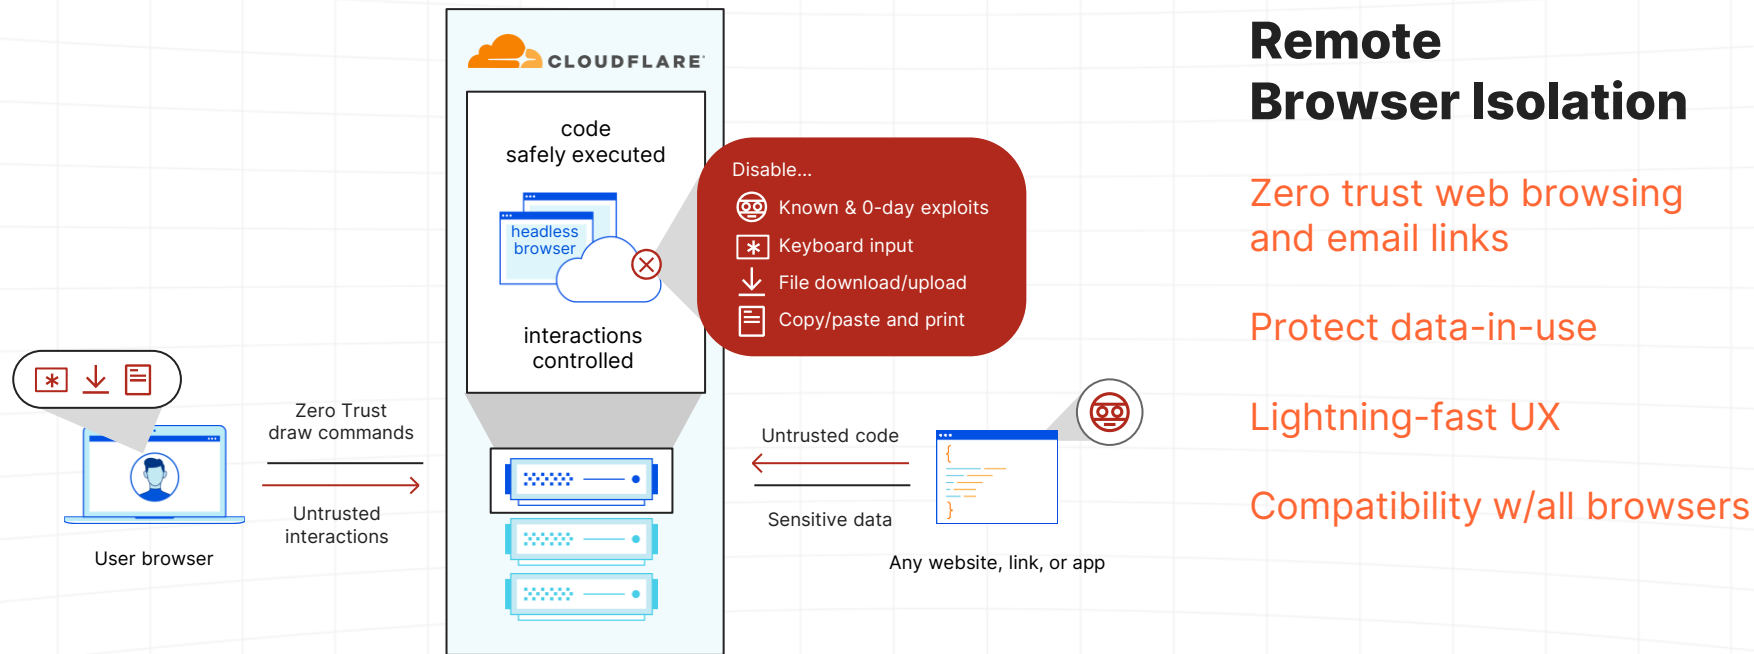 CLOUDFLARE
code
safely executed
headless
browser
interactions
controlled
Disable...
Known & 0-day exploits
Keyboard input
File download/upload
Copy/paste and print
Zero Trust
draw commands
Untrusted
interactions
User browser
Untrusted code
Sensitive data
Any website, link, or app
Remote
Browser Isolation
Zero trust web browsing
and email links
Protect data-in-use
Lightning-fast UX
Compatibility w/all browsers